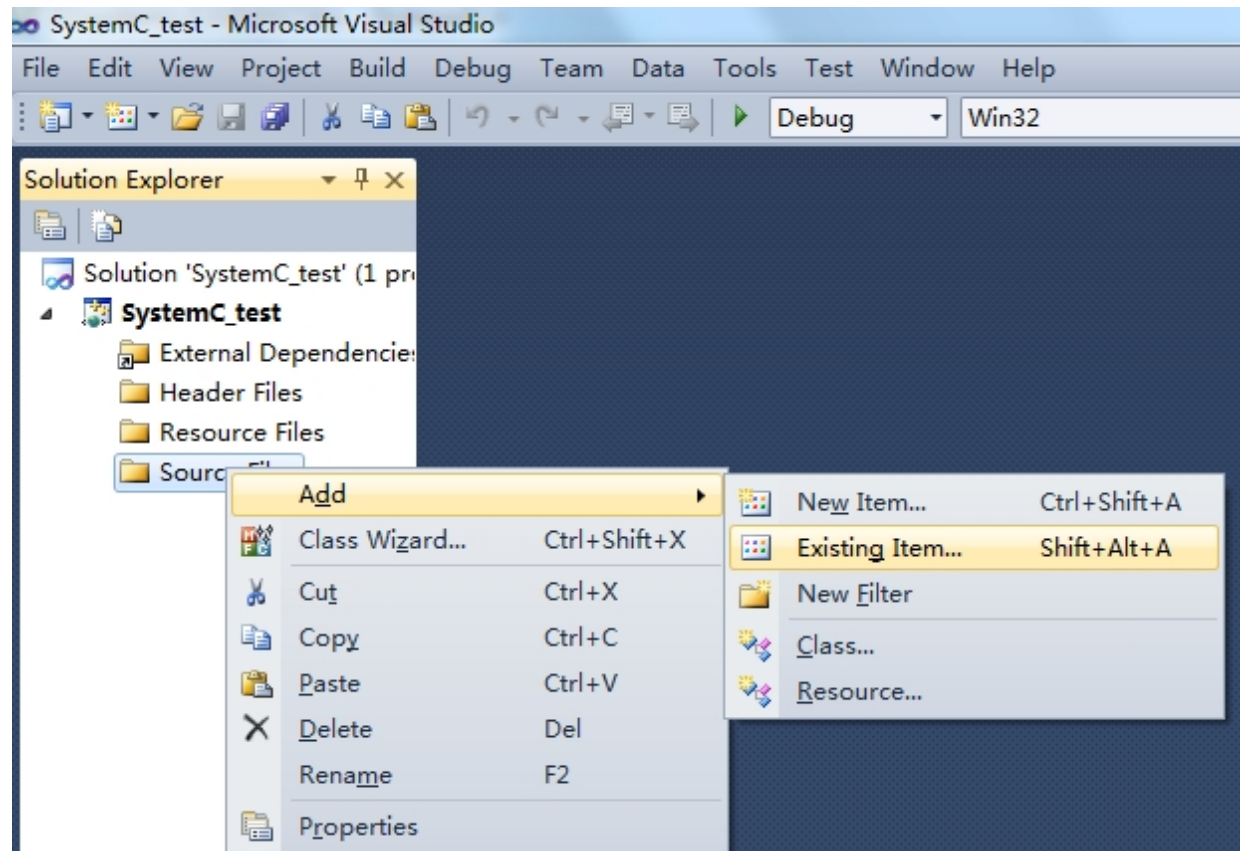 SystemC_test - Microsoft Visual Studio
File Edit View Project Build Debug Team Data Tools Test Window Help
Debug Win32
Solution Explorer
Solution 'SystemC_test' (1
SystemC_test
External
Header Files
Resource Files
Add
Class Wizard... Ctrl+Shift+X
Cut Ctrl+X
Copy Ctrl+C
Paste Ctrl+V
Delete Del
Rename F2
Properties
New Item... Ctrl+Shift+A
Existing Item... Shift+Alt+A
New Filter
Class...
Resource...